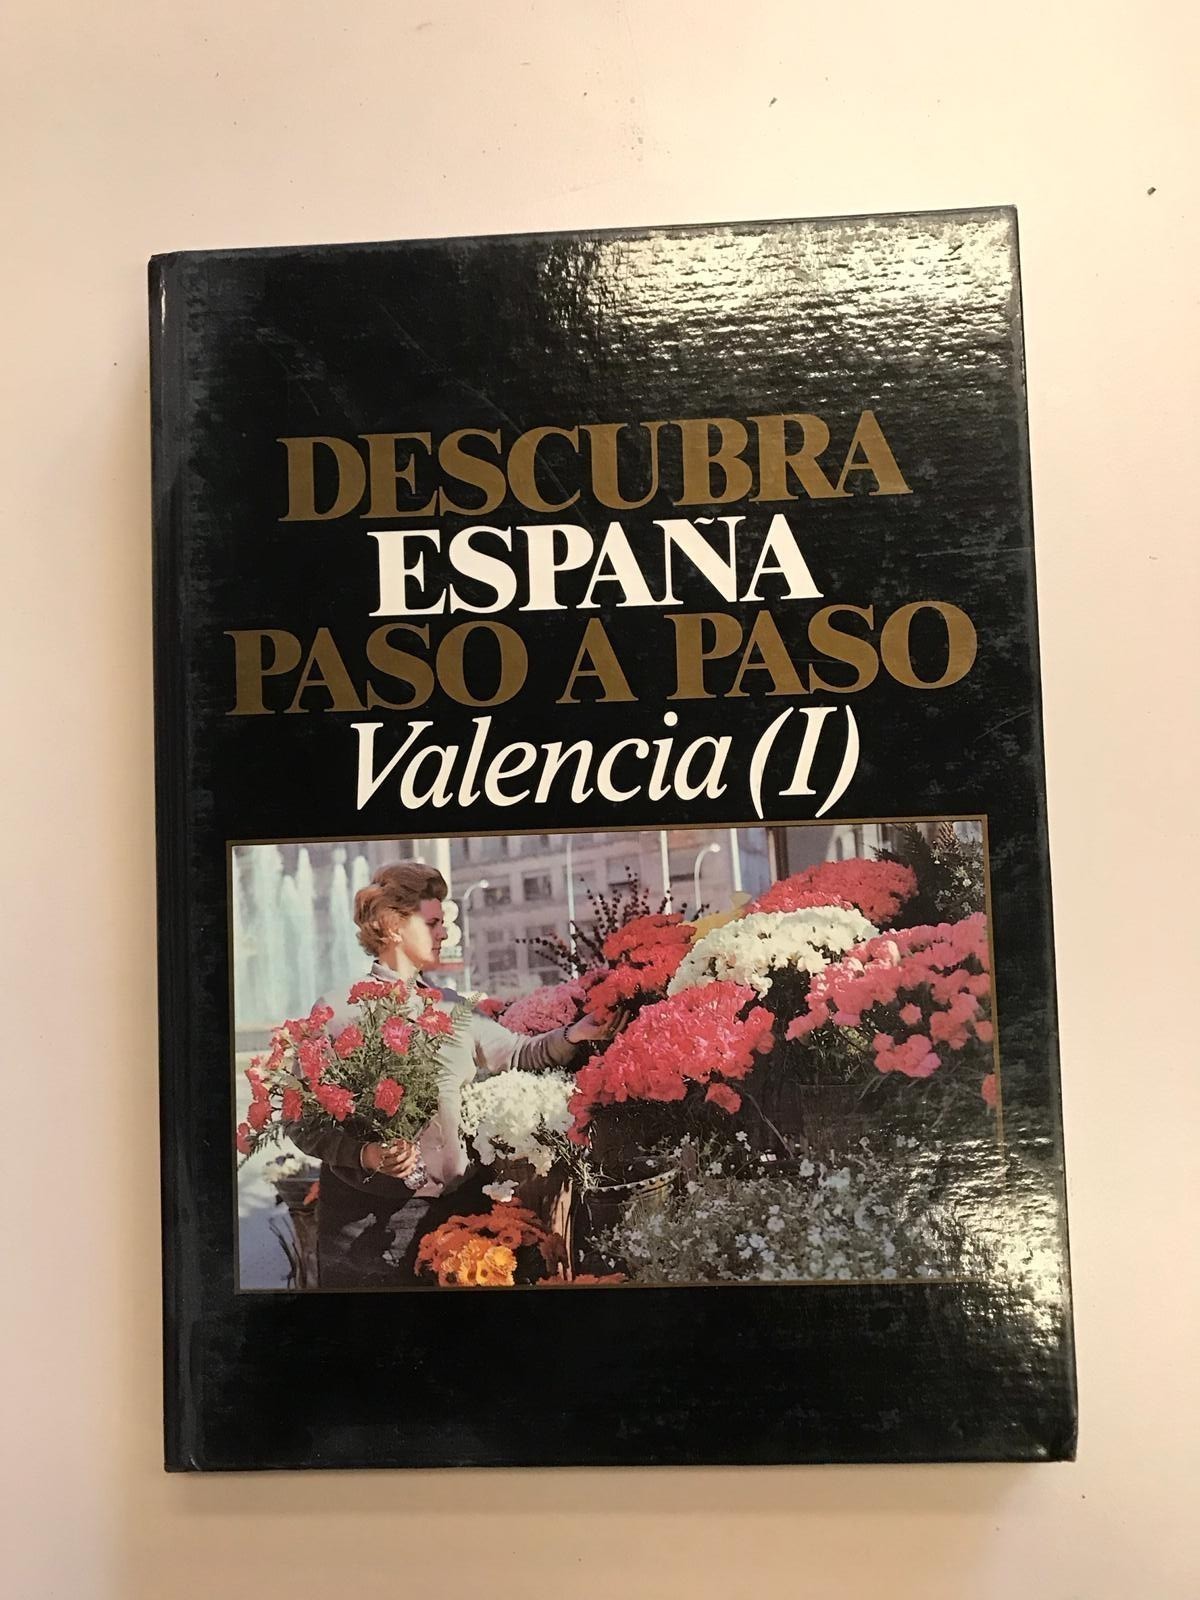 DESCUBRA
ESPAÑA
PASO A PASO
Valencia (I)